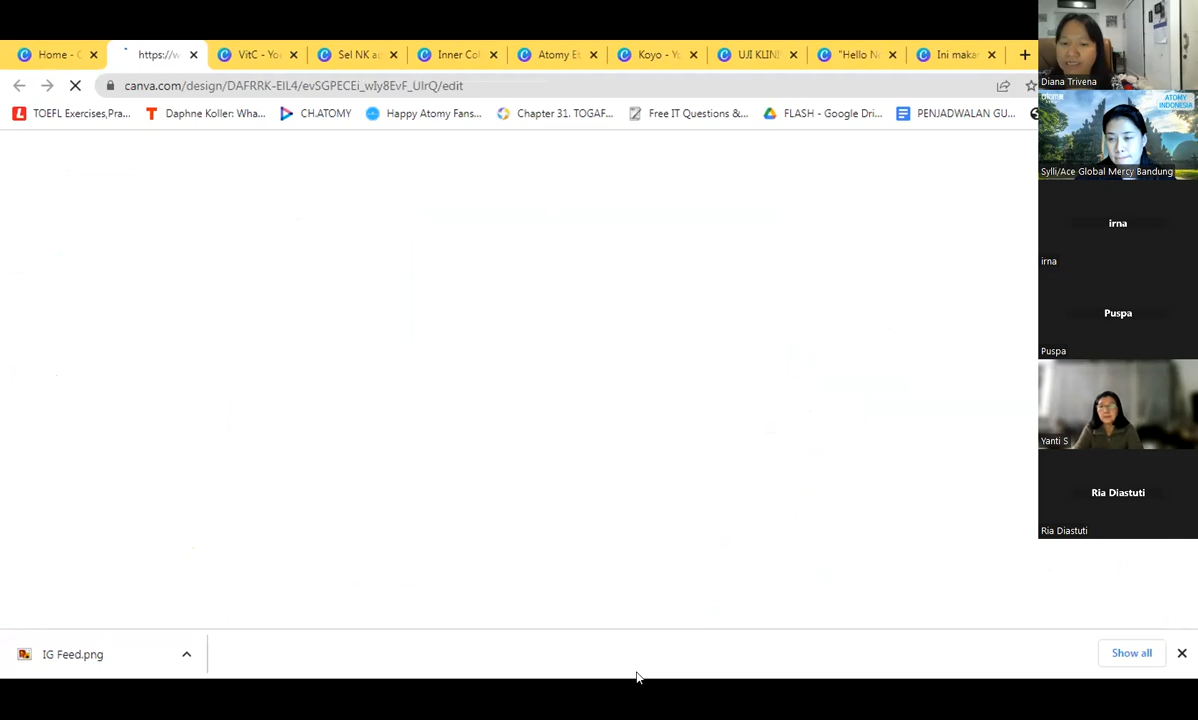 Home - C
https://w
VitC - Yo
Sel NK a
Inner Co
Atomy E
Koyo - Y
UJI KLINI
"Hello N
Ini maka
canva.com/design/DAFRRK-EIL4/evSGPECEi_wIy8EvF_UIrQ/edit
TOEFL Exercises,Pra...
Daphne Koller: Wha...
CH.ATOMY
Happy Atomy Fans...
Chapter 31. TOGAF...
Free IT Questions &...
FLASH - Google Dri...
PENJADWALAN GU...
Diana Trivena
ATOMY
INDONESIA
Sylli/Ace Global Mercy Bandung
irna
irna
Puspa
Puspa
Yanti S
Ria Diastuti
Ria Diastuti
IG Feed.png
Show all